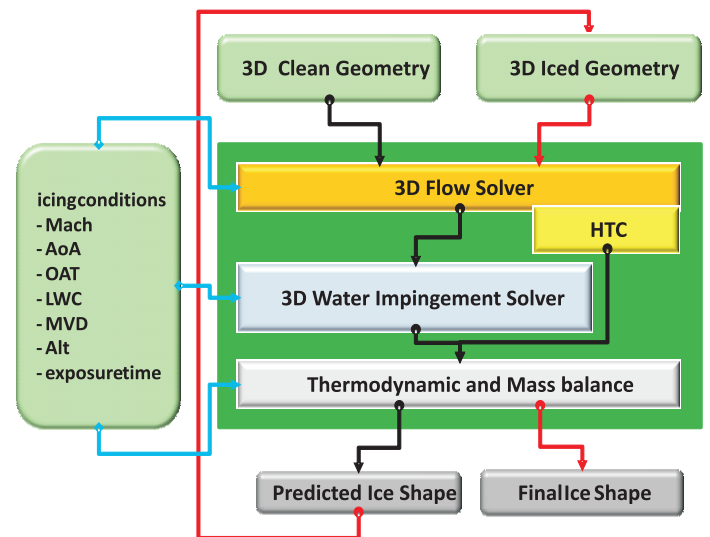 3D Clean Geometry
3D Iced Geometry
icingconditions
- Mach
- AoA
- OAT
- LWC
- MVD
- Alt
- exposuretime
3D Flow Solver
HTC
3D Water Impingement Solver
Thermodynamic and Mass balance
Predicted Ice Shape
FinalIce Shape